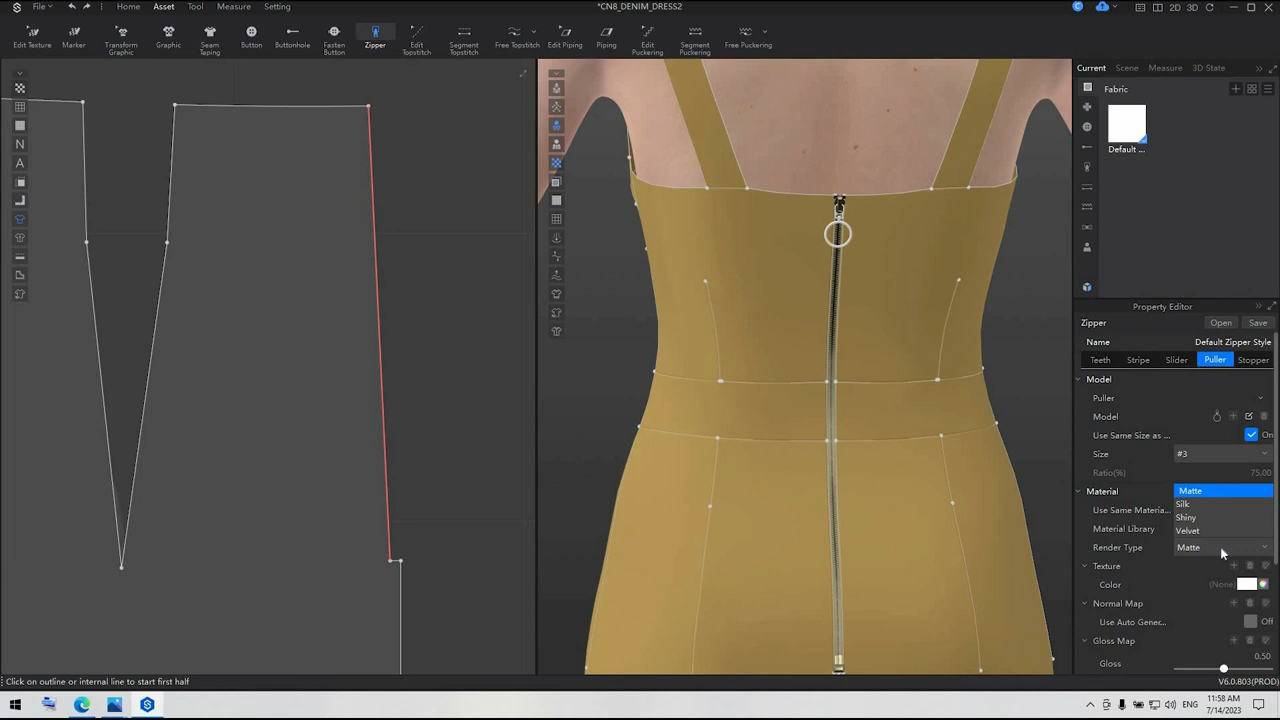 File Home Asset Tool Measure Setting *CN8_DENIM_DRESS2 2D 3D
Edit Texture Marker Transform Graphic Graphic Seam Taping Button Buttonhole Fasten Button Zipper Edit Topstitch Segment Topstitch Free Topstitch Edit Piping Piping Edit Puckering Segment Puckering Free Puckering
Current Scene Measure 3D State
Fabric
Default ...
Property Editor
Zipper Open Save
Name Default Zipper Style
Teeth Stripe Slider Puller Stopper
Model
Puller
Model
Use Same Size as ... On
Size #3
Ratio(%) 75.00
Material Matte
Silk
Use Same Materia...
Shiny
Material Library Velvet
Render Type Matte
Texture
Color (None)
Normal Map
Use Auto Gener... Off
Gloss Map
0.50
Gloss
Click on outline or internal line to start first half V6.0.803(PROD)
ENG 11:58 AM
7/14/2023